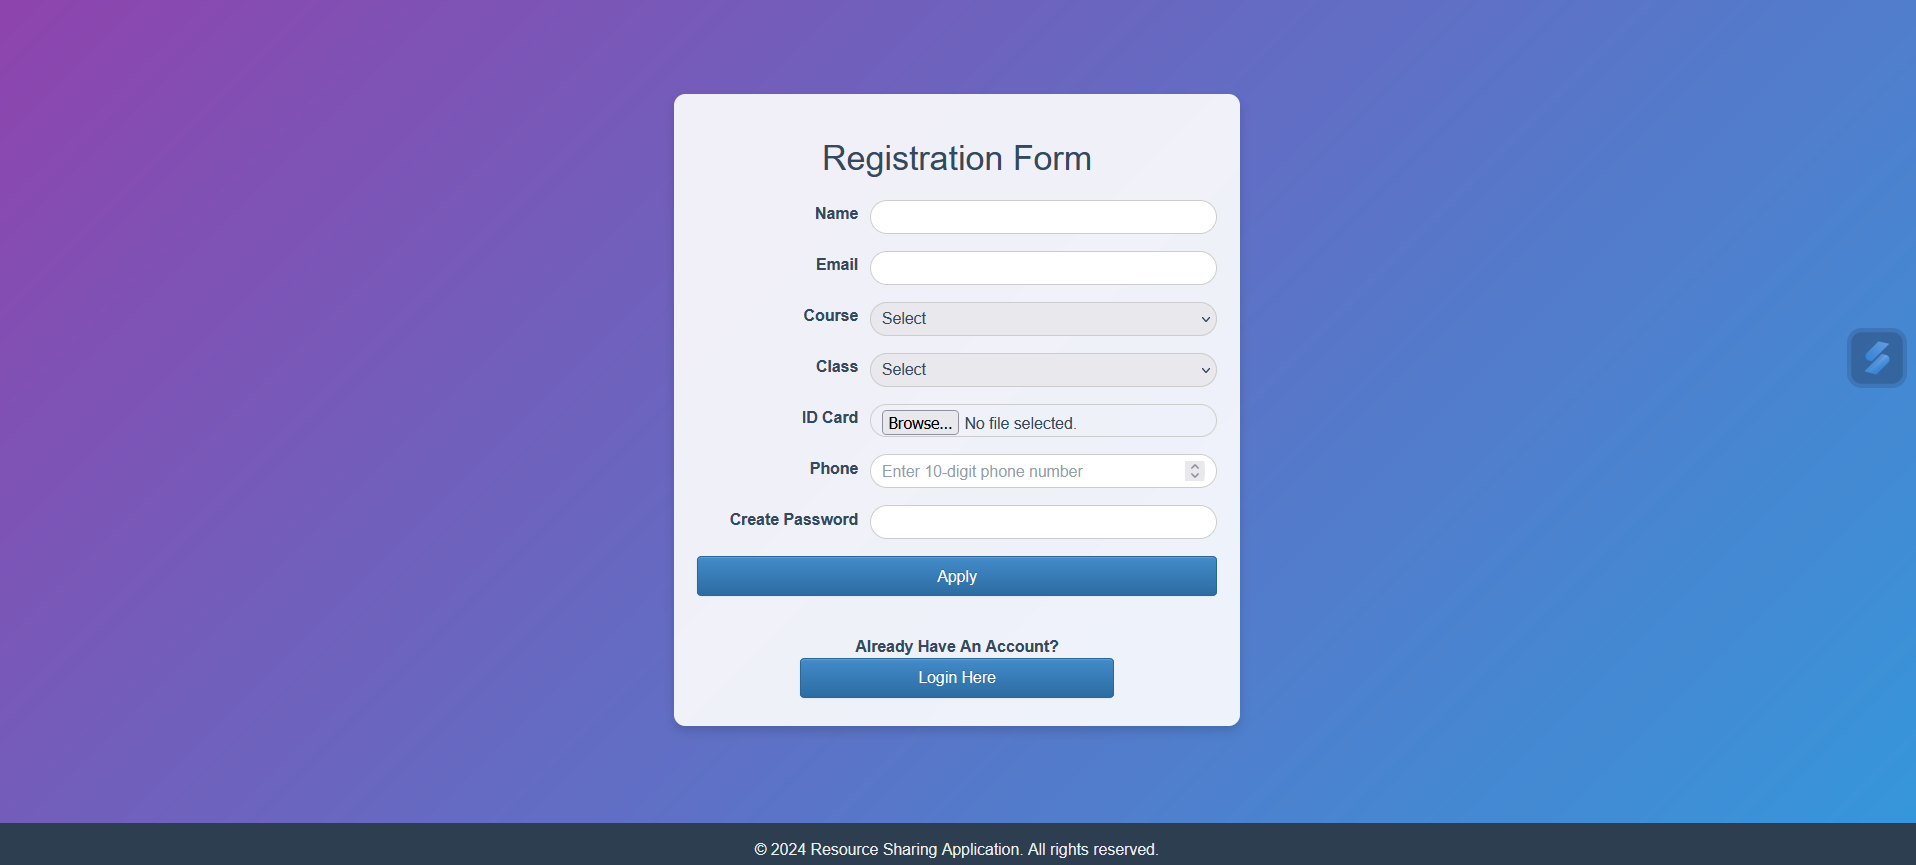 Registration Form
Name
Email
Course Select
Class Select
ID Card Browse... No file selected.
Phone Enter 10-digit phone number
Create Password
Apply
Already Have An Account?
Login Here
© 2024 Resource Sharing Application. All rights reserved.